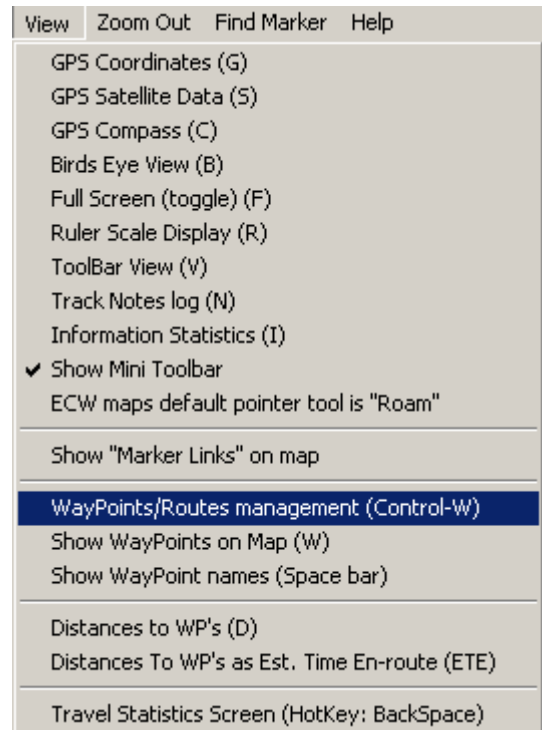 View Zoom Out Find Marker Help
GPS Coordinates (G)
GPS Satellite Data (S)
GPS Compass (C)
Birds Eye View (B)
Full Screen (toggle) (F)
Ruler Scale Display (R)
ToolBar View (V)
Track Notes log (N)
Information Statistics (I)
Show Mini Toolbar
ECW maps default pointer tool is "Roam"
Show "Marker Links" on map
WayPoints/Routes management (Control-W)
Show WayPoints on Map (W)
Show WayPoint names (Space bar)
Distances to WP's (D)
Distances To WP's as Est. Time En-route (ETE)
Travel Statistics Screen (HotKey: BackSpace)